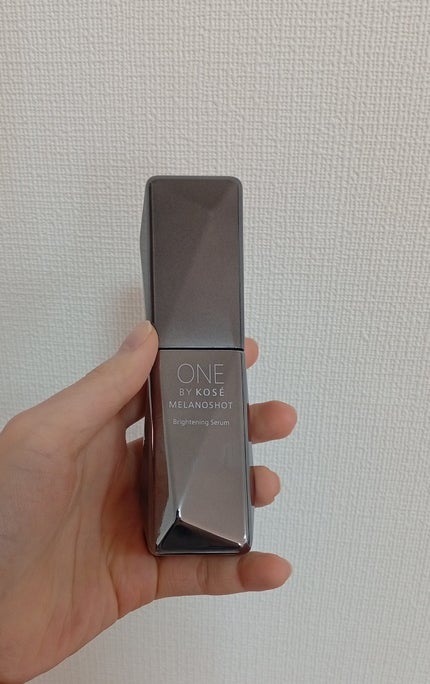 ONE
BY KOSÉ
MELANOSHOT
Brightening Serum